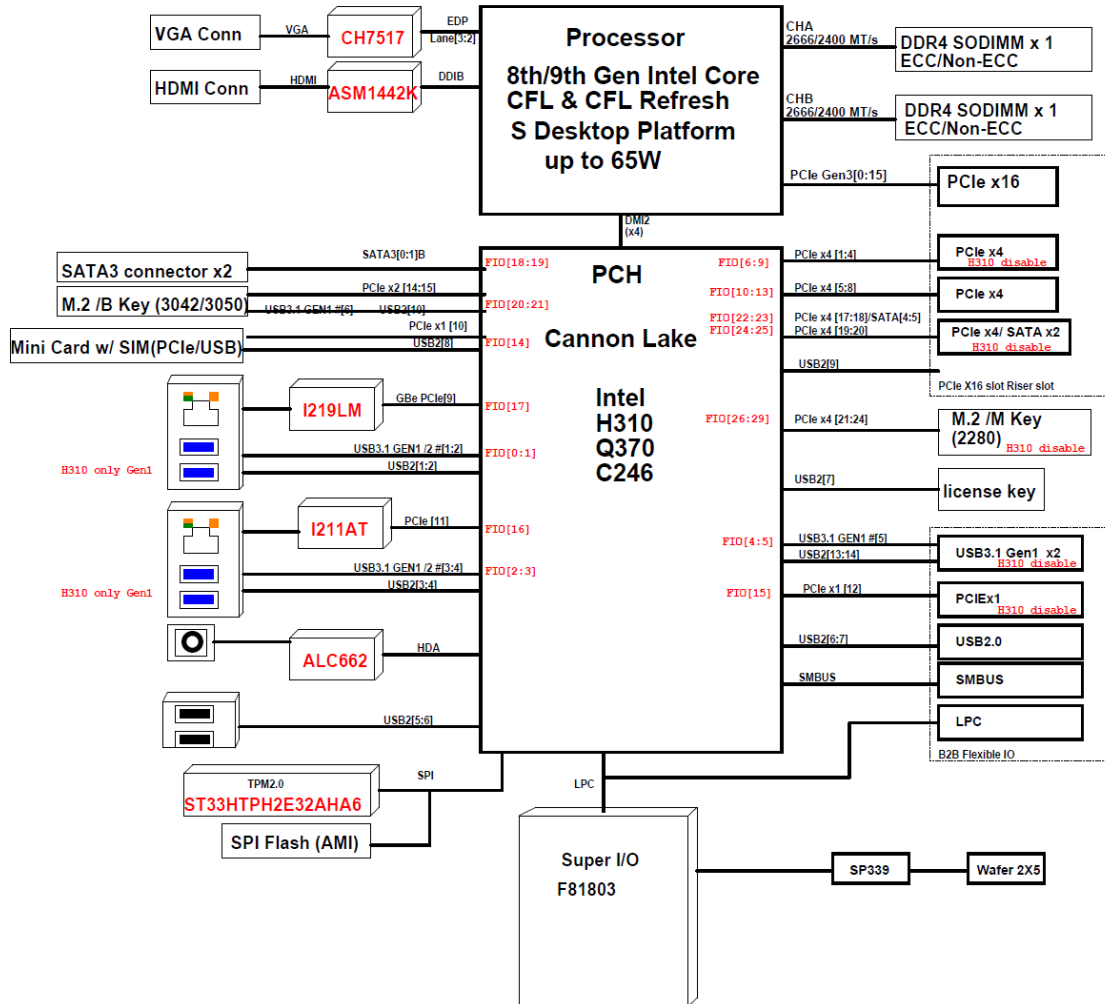 VGA Conn
VGA
CH7517
EDP
Lane[3:2]
HDMI Conn
HDMI
ASM1442K
DDIB
Processor
8th/9th Gen Intel Core
CFL & CFL Refresh
S Desktop Platform
up to 65W
CHA
2666/2400 MT/s
DDR4 SODIMM x 1
ECC/Non-ECC
CHB
2666/2400 MT/s
DDR4 SODIMM x 1
ECC/Non-ECC
PCIe Gen3[0:15]
PCIe x16
DMI2
(x4)
PCH
Cannon Lake
Intel
H310
Q370
C246
SATA3 connector x2
SATA3[0:1]B
FIO[18:19]
M.2 /B Key (3042/3050)
PCIe x2 [14:15]
USB3.1 GEN1 #[6]
USB2[10]
FIO[20:21]
Mini Card w/ SIM(PCIe/USB)
PCIe x1 [10]
USB2[8]
FIO[14]
I219LM
GBe PCIe[9]
FIO[17]
H310 only Gen1
USB3.1 GEN1 /2 #[1:2]
USB2[1:2]
FIO[0:1]
I211AT
PCIe [11]
FIO[16]
H310 only Gen1
USB3.1 GEN1 /2 #[3:4]
USB2[3:4]
FIO[2:3]
ALC662
HDA
USB2[5:6]
TPM2.0
ST33HTPH2E32AHA6
SPI
SPI Flash (AMI)
FIO[6:9]
PCIe x4 [1:4]
PCIe x4
H310 disable
FIO[10:13]
PCIe x4 [5:8]
PCIe x4
FIO[22:23]
FIO[24:25]
PCIe x4 [17:18]/SATA[4:5]
PCIe x4 [19:20]
PCIe x4/ SATA x2
H310 disable
USB2[9]
PCIe X16 slot Riser slot
FIO[26:29]
PCIe x4 [21:24]
M.2 /M Key
(2280)
H310 disable
USB2[7]
license key
FIO[4:5]
USB3.1 GEN1 #[5]
USB2[13:14]
USB3.1 Gen1 x2
H310 disable
FIO[15]
PCIe x1 [12]
PCIEx1
H310 disable
USB2[6:7]
USB2.0
SMBUS
SMBUS
LPC
B2B Flexible IO
LPC
Super I/O
F81803
SP339
Wafer 2X5